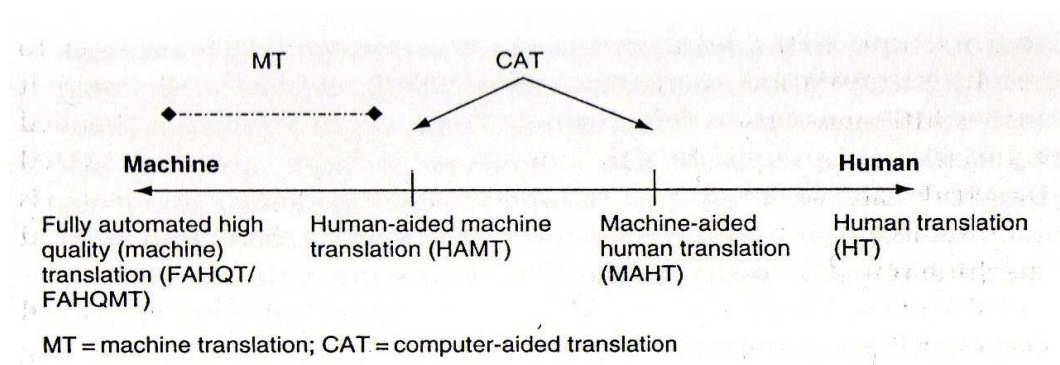 MT CAT
Machine Human
Fully automated high Human-aided machine Machine-aided Human translation
quality (machine) translation (HAMT) human translation (HT)
translation (FAHQT/ (MAHT)
FAHQMT)
MT = machine translation; CAT = computer-aided translation